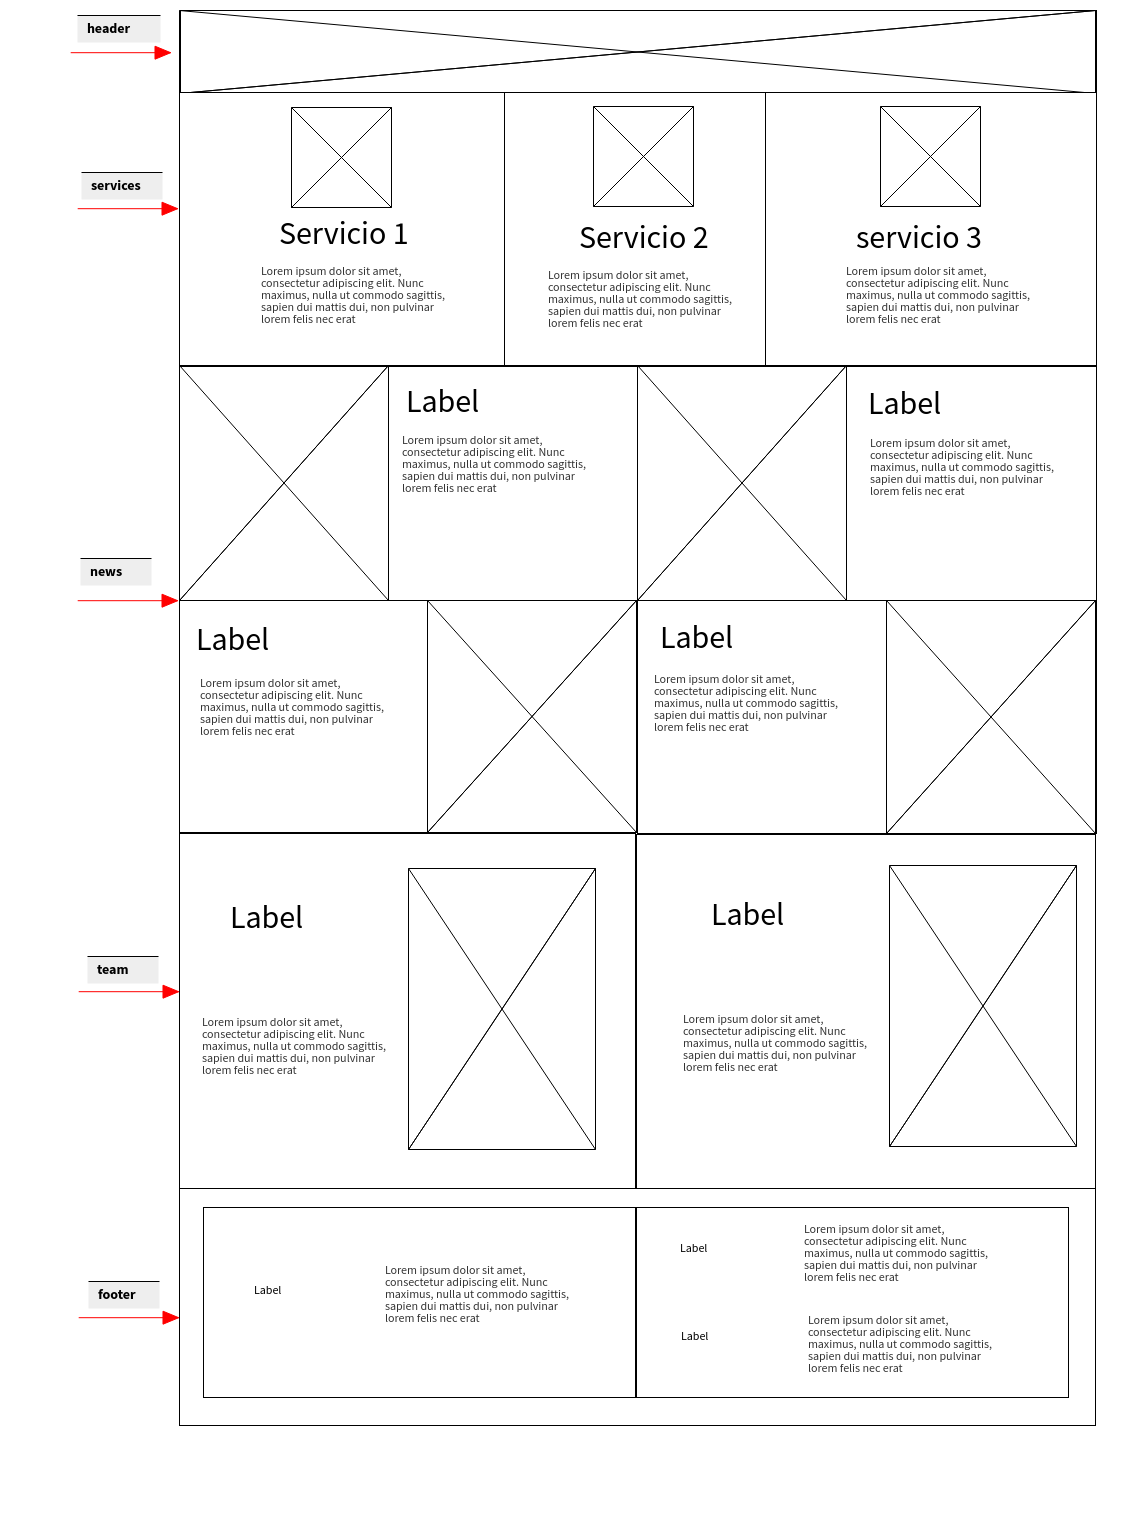 header
services
Servicio 1
Lorem ipsum dolor sit amet,
consectetur adipiscing elit. Nunc
maximus, nulla ut commodo sagittis,
sapien dui mattis dui, non pulvinar
lorem felis nec erat
Servicio 2
Lorem ipsum dolor sit amet,
consectetur adipiscing elit. Nunc
maximus, nulla ut commodo sagittis,
sapien dui mattis dui, non pulvinar
lorem felis nec erat
servicio 3
Lorem ipsum dolor sit amet,
consectetur adipiscing elit. Nunc
maximus, nulla ut commodo sagittis,
sapien dui mattis dui, non pulvinar
lorem felis nec erat
news
Label
Lorem ipsum dolor sit amet,
consectetur adipiscing elit. Nunc
maximus, nulla ut commodo sagittis,
sapien dui mattis dui, non pulvinar
lorem felis nec erat
Label
Lorem ipsum dolor sit amet,
consectetur adipiscing elit. Nunc
maximus, nulla ut commodo sagittis,
sapien dui mattis dui, non pulvinar
lorem felis nec erat
Label
Lorem ipsum dolor sit amet,
consectetur adipiscing elit. Nunc
maximus, nulla ut commodo sagittis,
sapien dui mattis dui, non pulvinar
lorem felis nec erat
Label
Lorem ipsum dolor sit amet,
consectetur adipiscing elit. Nunc
maximus, nulla ut commodo sagittis,
sapien dui mattis dui, non pulvinar
lorem felis nec erat
team
Label
Lorem ipsum dolor sit amet,
consectetur adipiscing elit. Nunc
maximus, nulla ut commodo sagittis,
sapien dui mattis dui, non pulvinar
lorem felis nec erat
Label
Lorem ipsum dolor sit amet,
consectetur adipiscing elit. Nunc
maximus, nulla ut commodo sagittis,
sapien dui mattis dui, non pulvinar
lorem felis nec erat
footer
Label
Lorem ipsum dolor sit amet,
consectetur adipiscing elit. Nunc
maximus, nulla ut commodo sagittis,
sapien dui mattis dui, non pulvinar
lorem felis nec erat
Label
Lorem ipsum dolor sit amet,
consectetur adipiscing elit. Nunc
maximus, nulla ut commodo sagittis,
sapien dui mattis dui, non pulvinar
lorem felis nec erat
Label
Lorem ipsum dolor sit amet,
consectetur adipiscing elit. Nunc
maximus, nulla ut commodo sagittis,
sapien dui mattis dui, non pulvinar
lorem felis nec erat